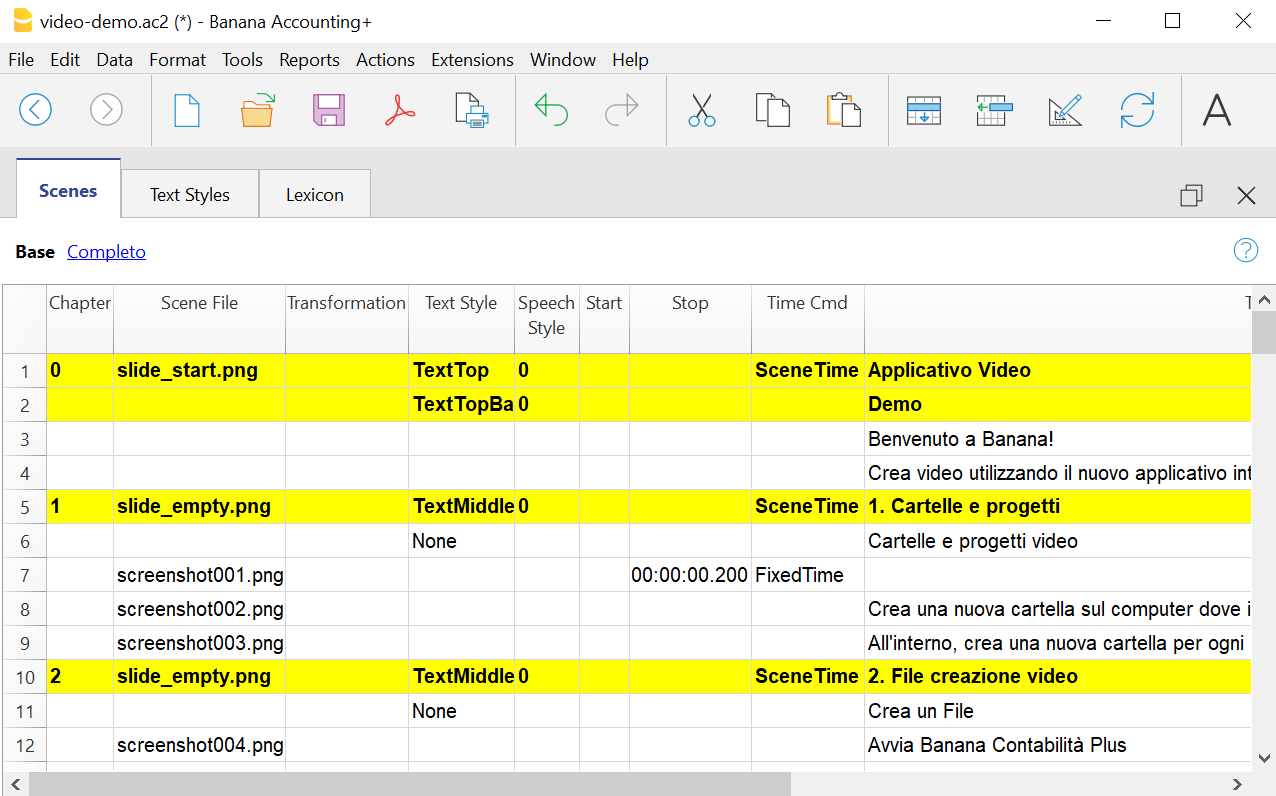 video-demo.ac2 (*) - Banana Accounting+
File Edit Data Format Tools Reports Actions Extensions Window Help
A
Scenes Text Styles Lexicon
Base Completo ?
Chapter Scene File Transformation Text Style Speech Style Start Stop Time Cmd
1 0 slide_start.png TextTop 0 SceneTime Applicativo Video
2 TextTopBa 0 Demo
3 Benvenuto a Banana!
4 Crea video utilizzando il nuovo applicativo int
5 1 slide_empty.png TextMiddle 0 SceneTime 1. Cartelle e progetti
6 None Cartelle e progetti video
7 screenshot001.png 00:00:00.200 FixedTime
8 screenshot002.png Crea una nuova cartella sul computer dove i
9 screenshot003.png All'interno, crea una nuova cartella per ogni
10 2 slide_empty.png TextMiddle 0 SceneTime 2. File creazione video
11 None Crea un File
12 screenshot004.png Avvia Banana Contabilità Plus